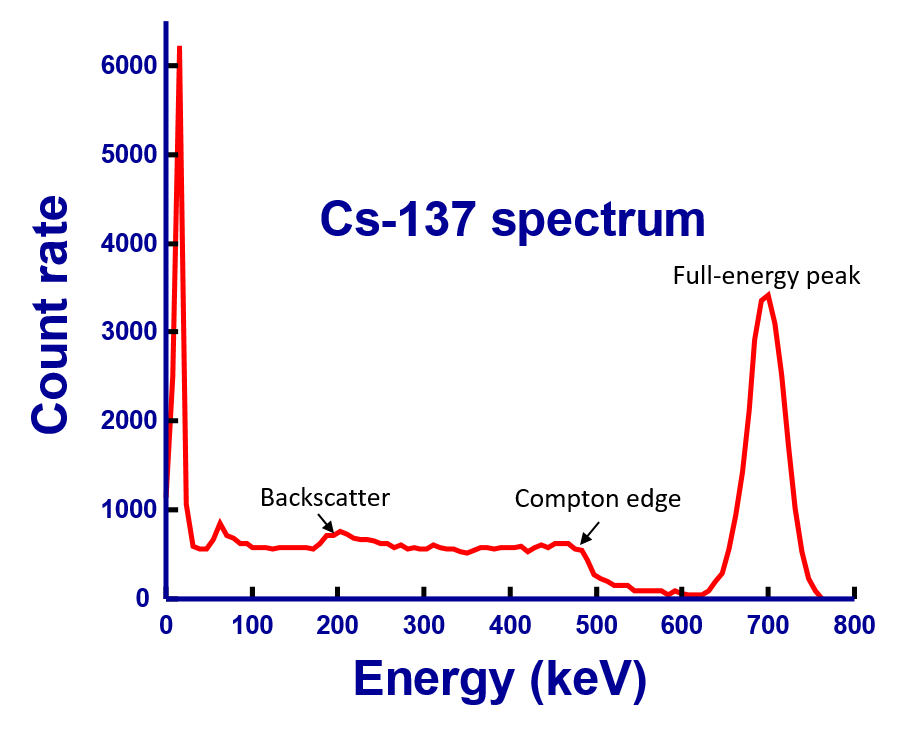 Cs-137 spectrum
Full-energy peak
Backscatter
Compton edge
Count rate
6000
5000
4000
3000
2000
1000
0
0 100 200 300 400 500 600 700 800
Energy (keV)